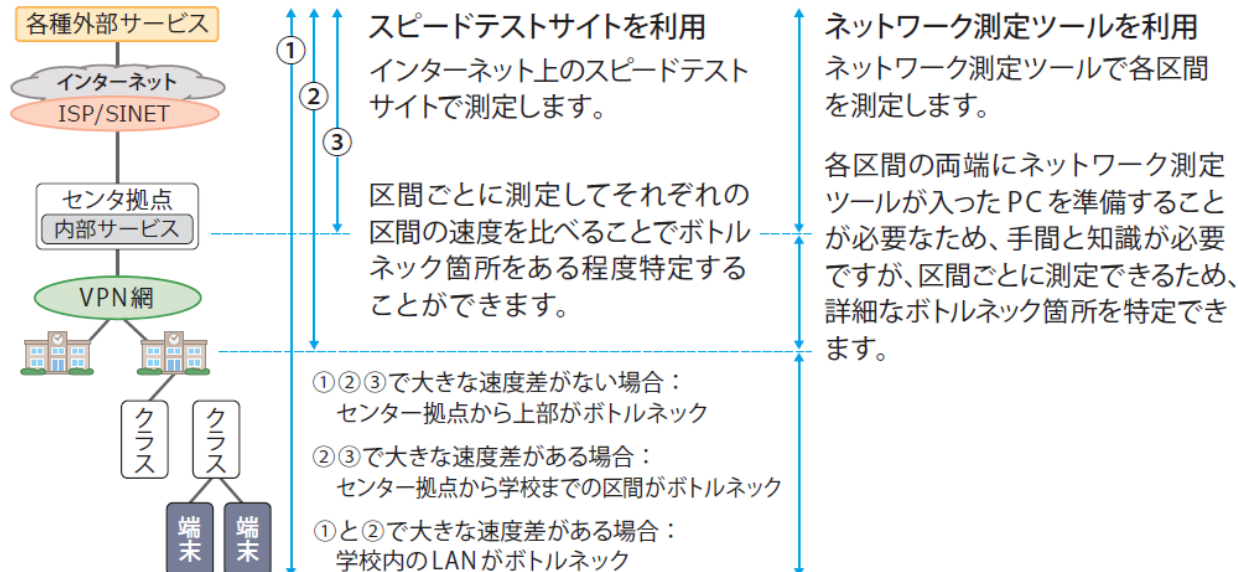 各種外部サービス
インターネット
ISP/SINET
センタ拠点
内部サービス
VPN網
クラス
クラス
端末
端末
①
②
③
スピードテストサイトを利用
インターネット上のスピードテスト
サイトで測定します。
区間ごとに測定してそれぞれの
区間の速度を比べることでボトル
ネック箇所をある程度特定する
ことができます。
①②③で大きな速度差がない場合：
センター拠点から上部がボトルネック
②③で大きな速度差がある場合：
センター拠点から学校までの区間がボトルネック
①と②で大きな速度差がある場合：
学校内のLANがボトルネック
ネットワーク測定ツールを利用
ネットワーク測定ツールで各区間
を測定します。
各区間の両端にネットワーク測定
ツールが入ったPCを準備すること
が必要なため、手間と知識が必要
ですが、区間ごとに測定できるため、
詳細なボトルネック箇所を特定でき
ます。